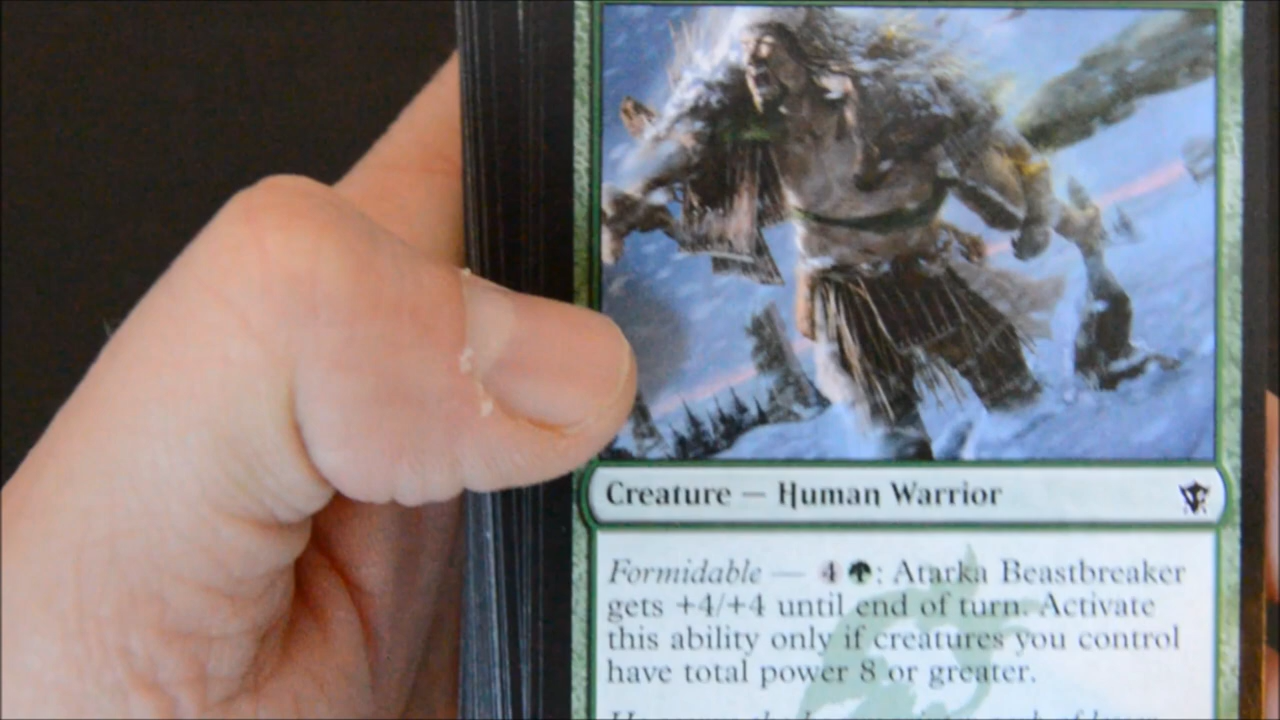 Creature — Human Warrior
Formidable — 4: Atarka Beastbreaker
gets +4/+4 until end of turn. Activate
this ability only if creatures you control
have total power 8 or greater.